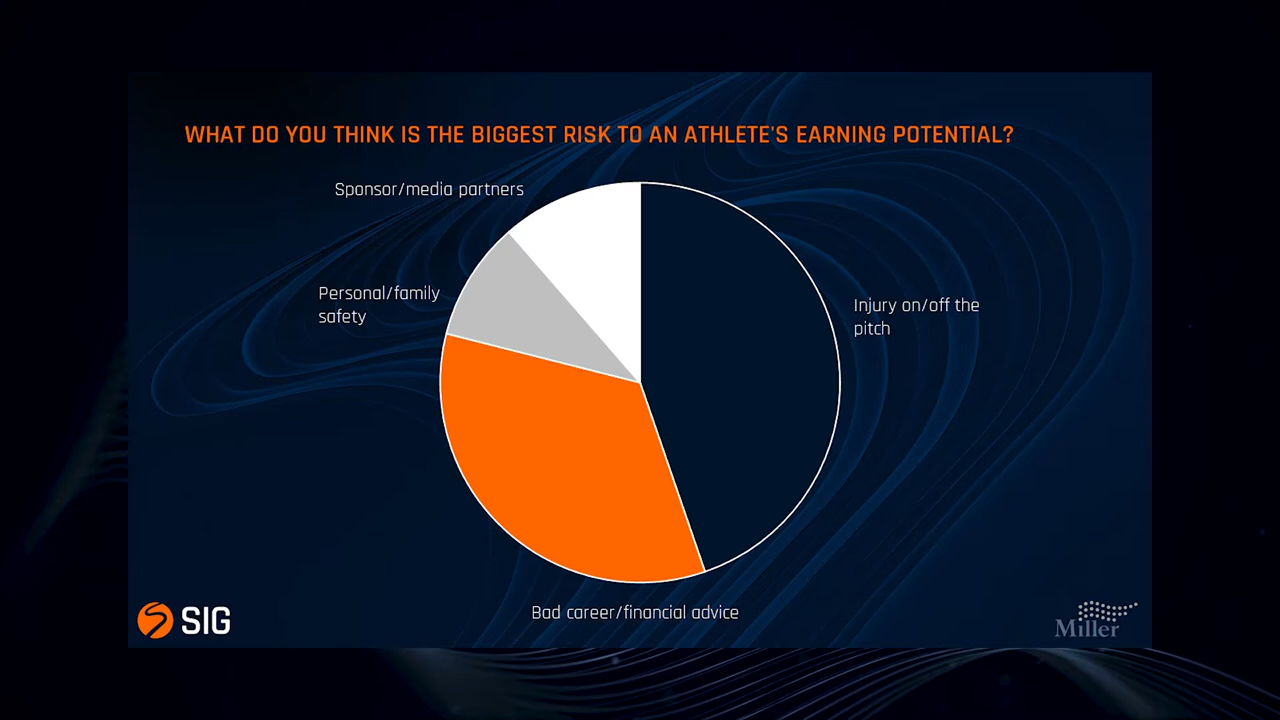 WHAT DO YOU THINK IS THE BIGGEST RISK TO AN ATHLETE'S EARNING POTENTIAL?
Sponsor/media partners
Personal/family
safety
Injury on/off the
pitch
Bad career/financial advice
SIG
Miller